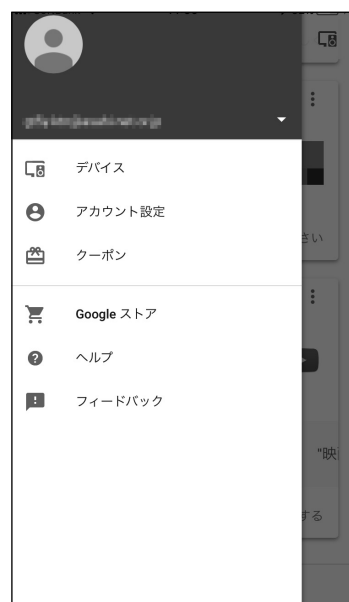 デバイス
アカウント設定
クーポン
さい
Google ストア
ヘルプ
フィードバック
"映
する